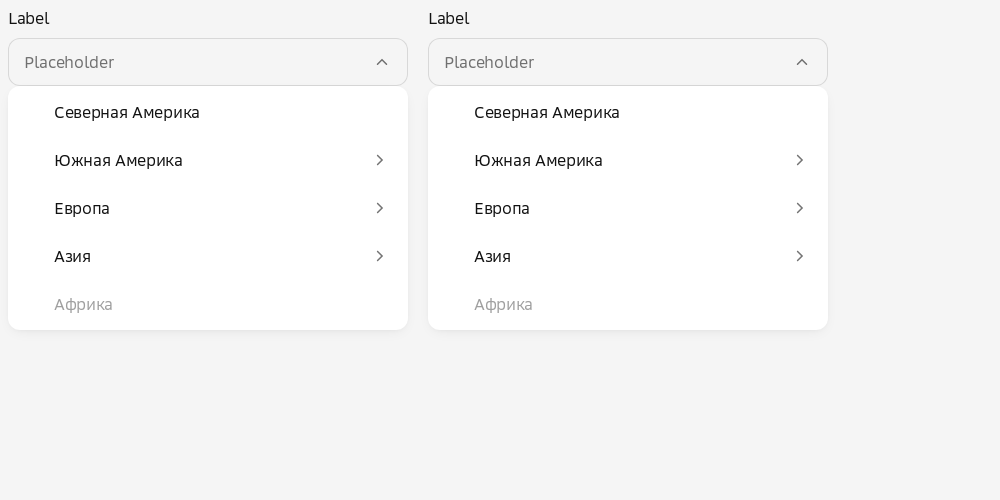 Label
Placeholder
Северная Америка
Южная Америка
Европа
Азия
Африка
Label
Placeholder
Северная Америка
Южная Америка
Европа
Азия
Африка